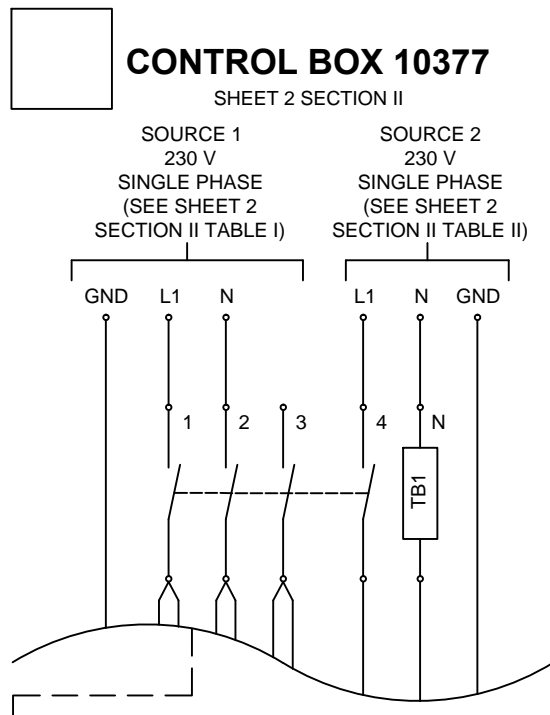 CONTROL BOX 10377
SHEET 2 SECTION II
SOURCE 1
230 V
SINGLE PHASE
(SEE SHEET 2
SECTION II TABLE I)
SOURCE 2
230 V
SINGLE PHASE
(SEE SHEET 2
SECTION II TABLE II)
GND L1 N L1 N GND
1 2 3 4 N
TB1